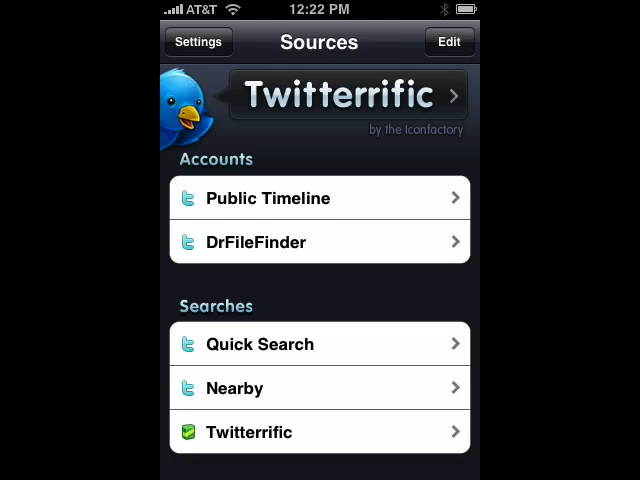 AT&T 12:22 PM
Settings Sources Edit
Twitterrific
by the Iconfactory
Accounts
Public Timeline
DrFileFinder
Searches
Quick Search
Nearby
Twitterrific